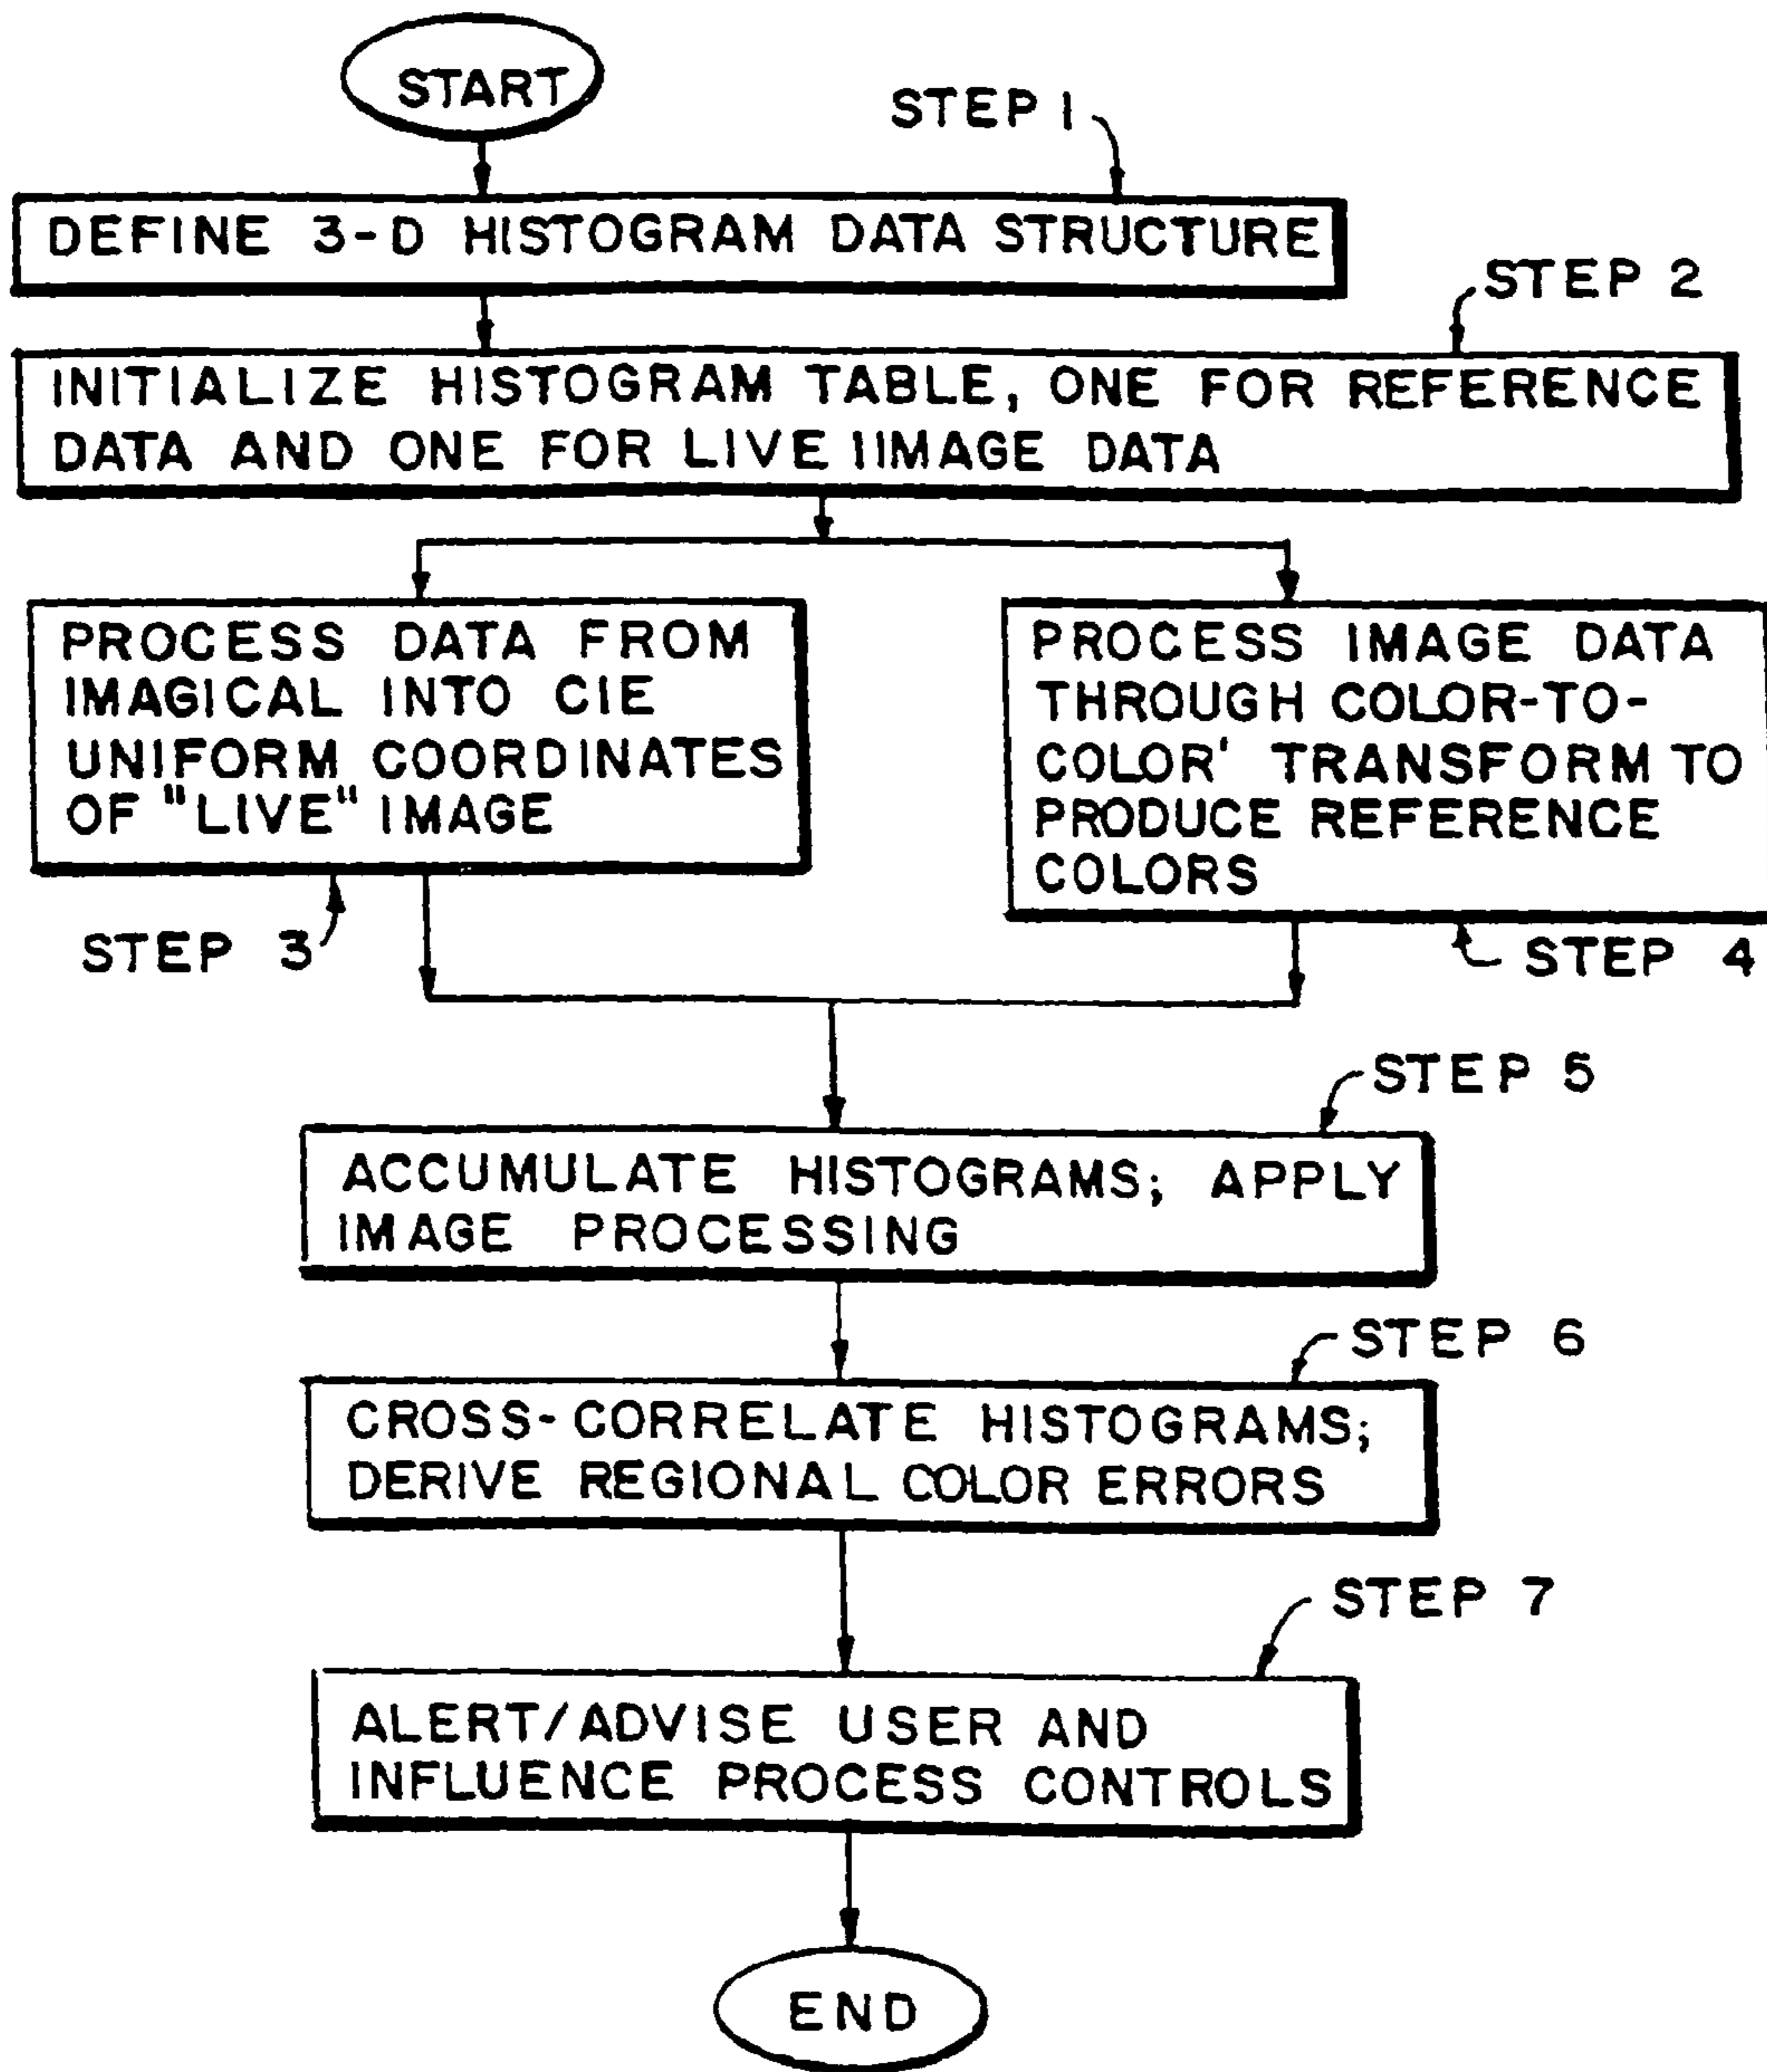 START
STEP 1
DEFINE 3-D HISTOGRAM DATA STRUCTURE
STEP 2
INITIALIZE HISTOGRAM TABLE, ONE FOR REFERENCE
DATA AND ONE FOR LIVE IIMAGE DATA
PROCESS DATA FROM
IMAGICAL INTO CIE
UNIFORM COORDINATES
OF "LIVE" IMAGE
STEP 3
PROCESS IMAGE DATA
THROUGH COLOR-TO-
COLOR' TRANSFORM TO
PRODUCE REFERENCE
COLORS
STEP 4
STEP 5
ACCUMULATE HISTOGRAMS; APPLY
IMAGE PROCESSING
STEP 6
CROSS-CORRELATE HISTOGRAMS;
DERIVE REGIONAL COLOR ERRORS
STEP 7
ALERT/ADVISE USER AND
INFLUENCE PROCESS CONTROLS
END